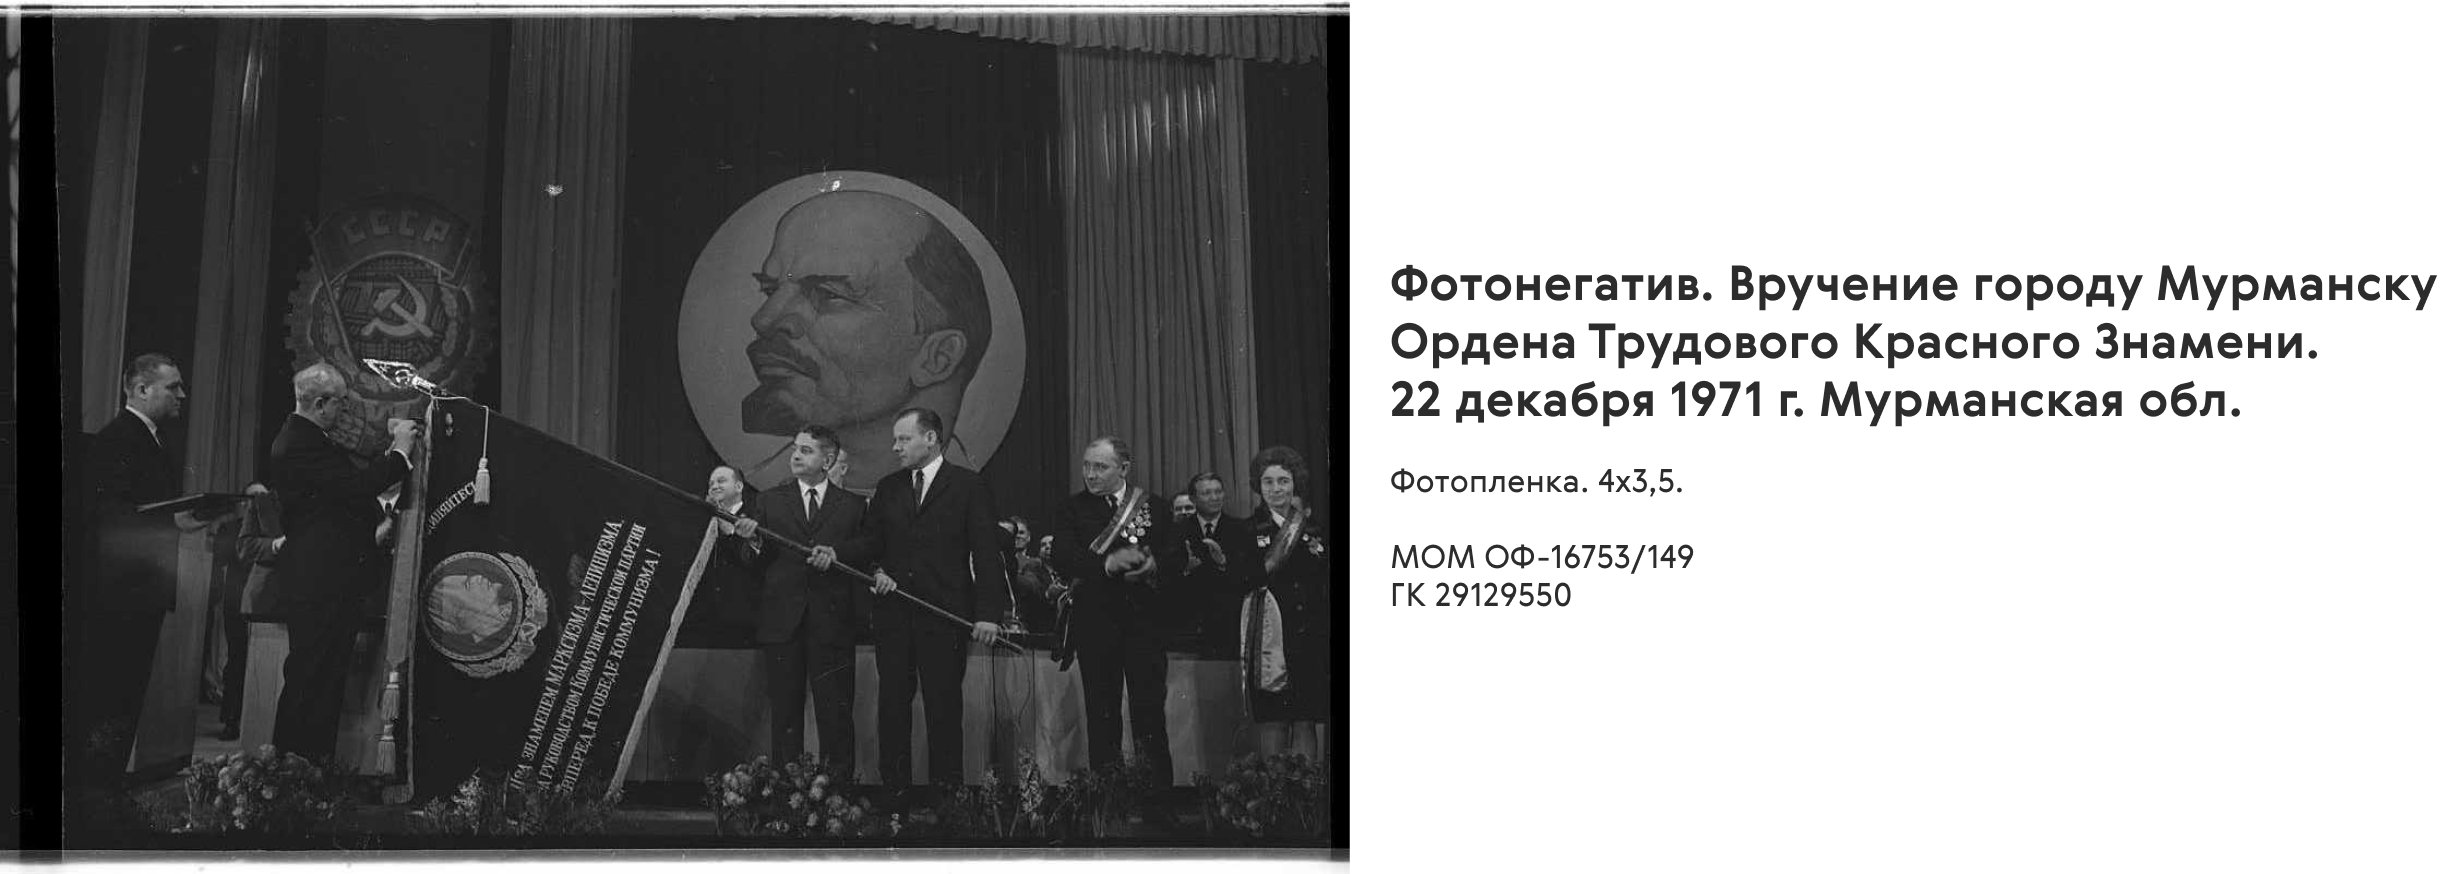 СССР
ИНЯЙТЕСЬ
ПОД ЗНАМЕНЕМ МАРКСИЗМА-ЛЕНИНИЗМА,
РУКОВОДСТВОМ КОММУНИСТИЧЕСКОЙ ПАРТИИ
ВПЕРЕД, К ПОБЕДЕ КОММУНИЗМА!
Фотонегатив. Вручение городу Мурманску
Ордена Трудового Красного Знамени.
22 декабря 1971 г. Мурманская обл.
Фотопленка. 4х3,5.
МОМ ОФ-16753/149
ГК 29129550